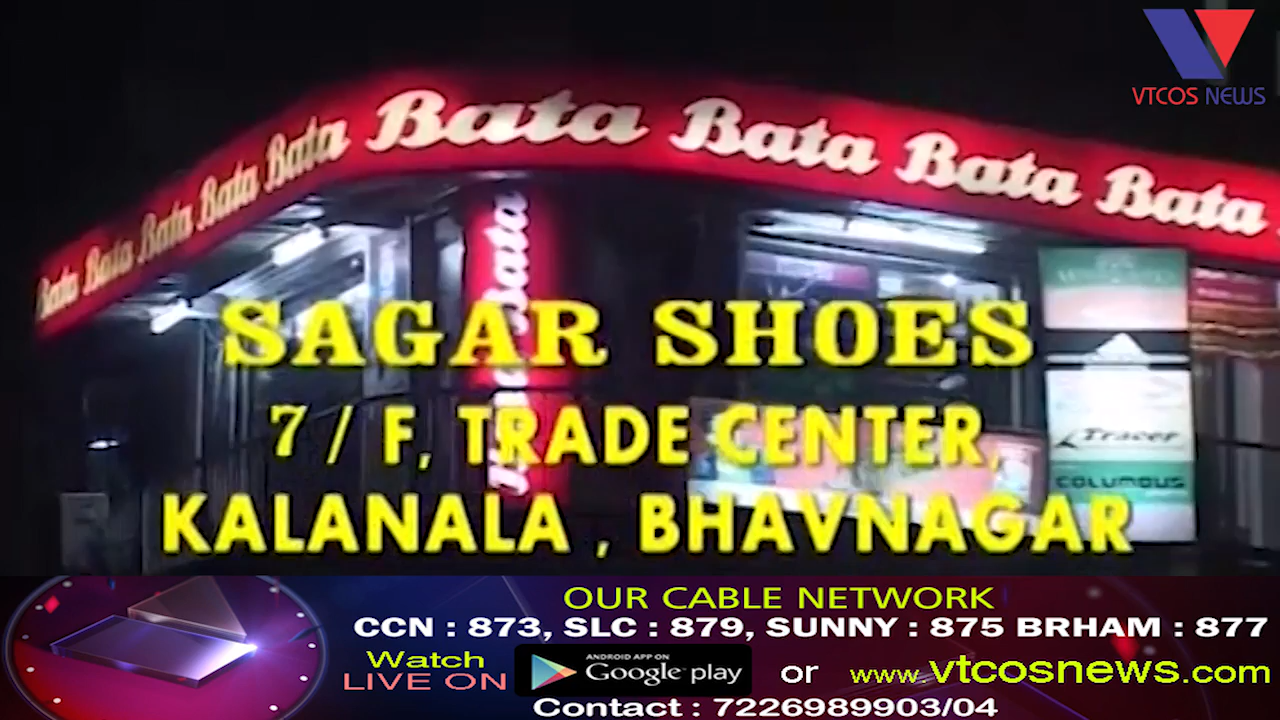 VTCOS NEWS
Bata Bata Bata Bata Bata Bata Bata Bata Bata
Bata
SAGAR SHOES
7 / F, TRADE CENTER,
KALANALA , BHAVNAGAR
Tracer
COLUMBUS
OUR CABLE NETWORK
CCN : 873, SLC : 879, SUNNY : 875 BRHAM : 877
Watch
LIVE ON
ANDROID APP ON
Google play
or
www.vtcosnews.com
Contact : 7226989903/04